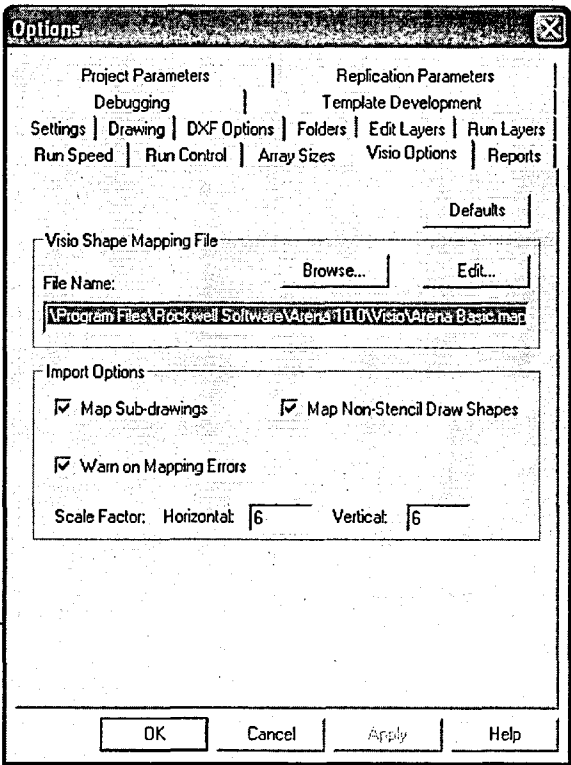 Options
Project Parameters Replication Parameters
Debugging Template Development
Settings Drawing DXF Options Folders Edit Layers Run Layers
Run Speed Run Control Array Sizes Visio Options Reports
Defaults
Visio Shape Mapping File
File Name: Browse... Edit...
\Program Files\Rockwell Software\Arena 10.0\Visio\Arena Basic.map
Import Options
Map Sub-drawings Map Non-Stencil Draw Shapes
Warn on Mapping Errors
Scale Factor: Horizontal: 6 Vertical: 6
OK Cancel Apply Help